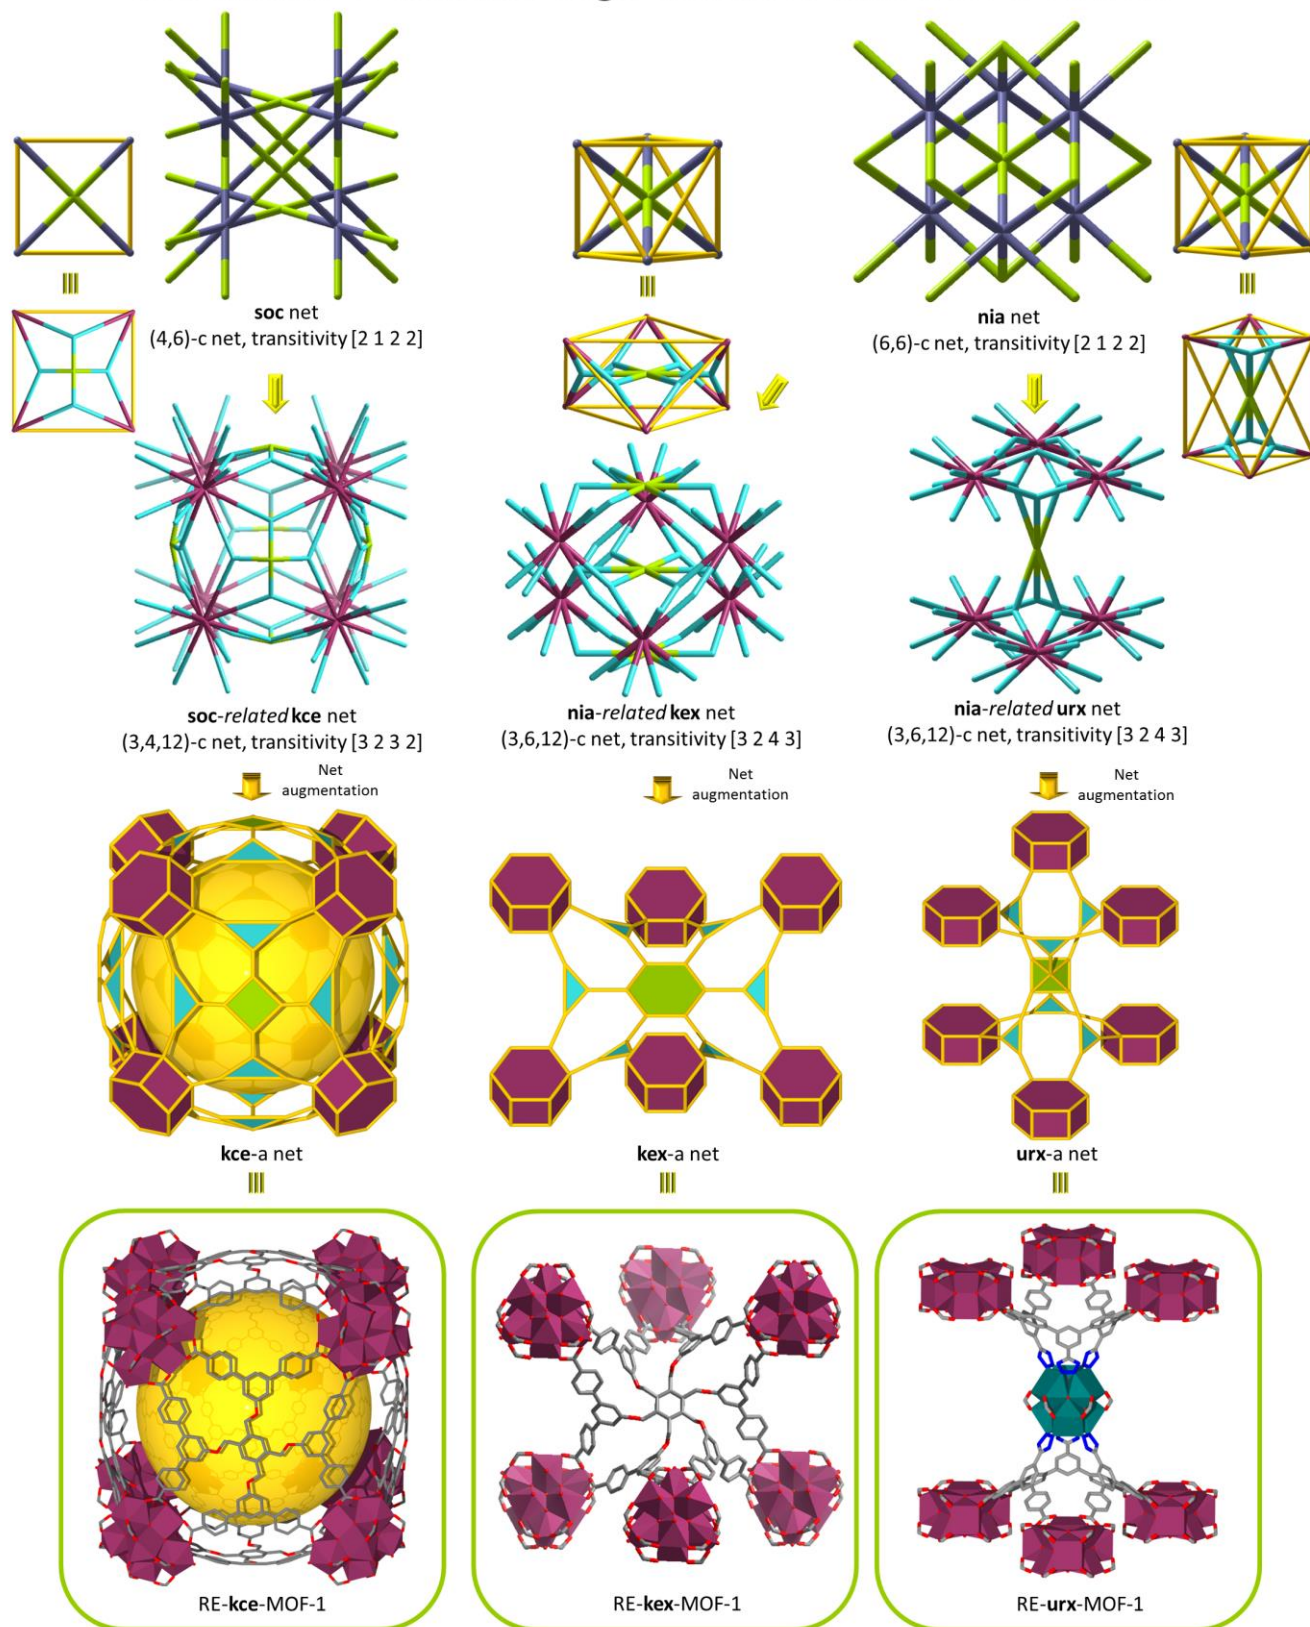 soc net
(4,6)-c net, transitivity [2 1 2 2]
nia net
(6,6)-c net, transitivity [2 1 2 2]
soc-related kce net
(3,4,12)-c net, transitivity [3 2 3 2]
nia-related kex net
(3,6,12)-c net, transitivity [3 2 4 3]
nia-related urx net
(3,6,12)-c net, transitivity [3 2 4 3]
Net
augmentation
Net
augmentation
Net
augmentation
kce-a net
kex-a net
urx-a net
RE-kce-MOF-1
RE-kex-MOF-1
RE-urx-MOF-1